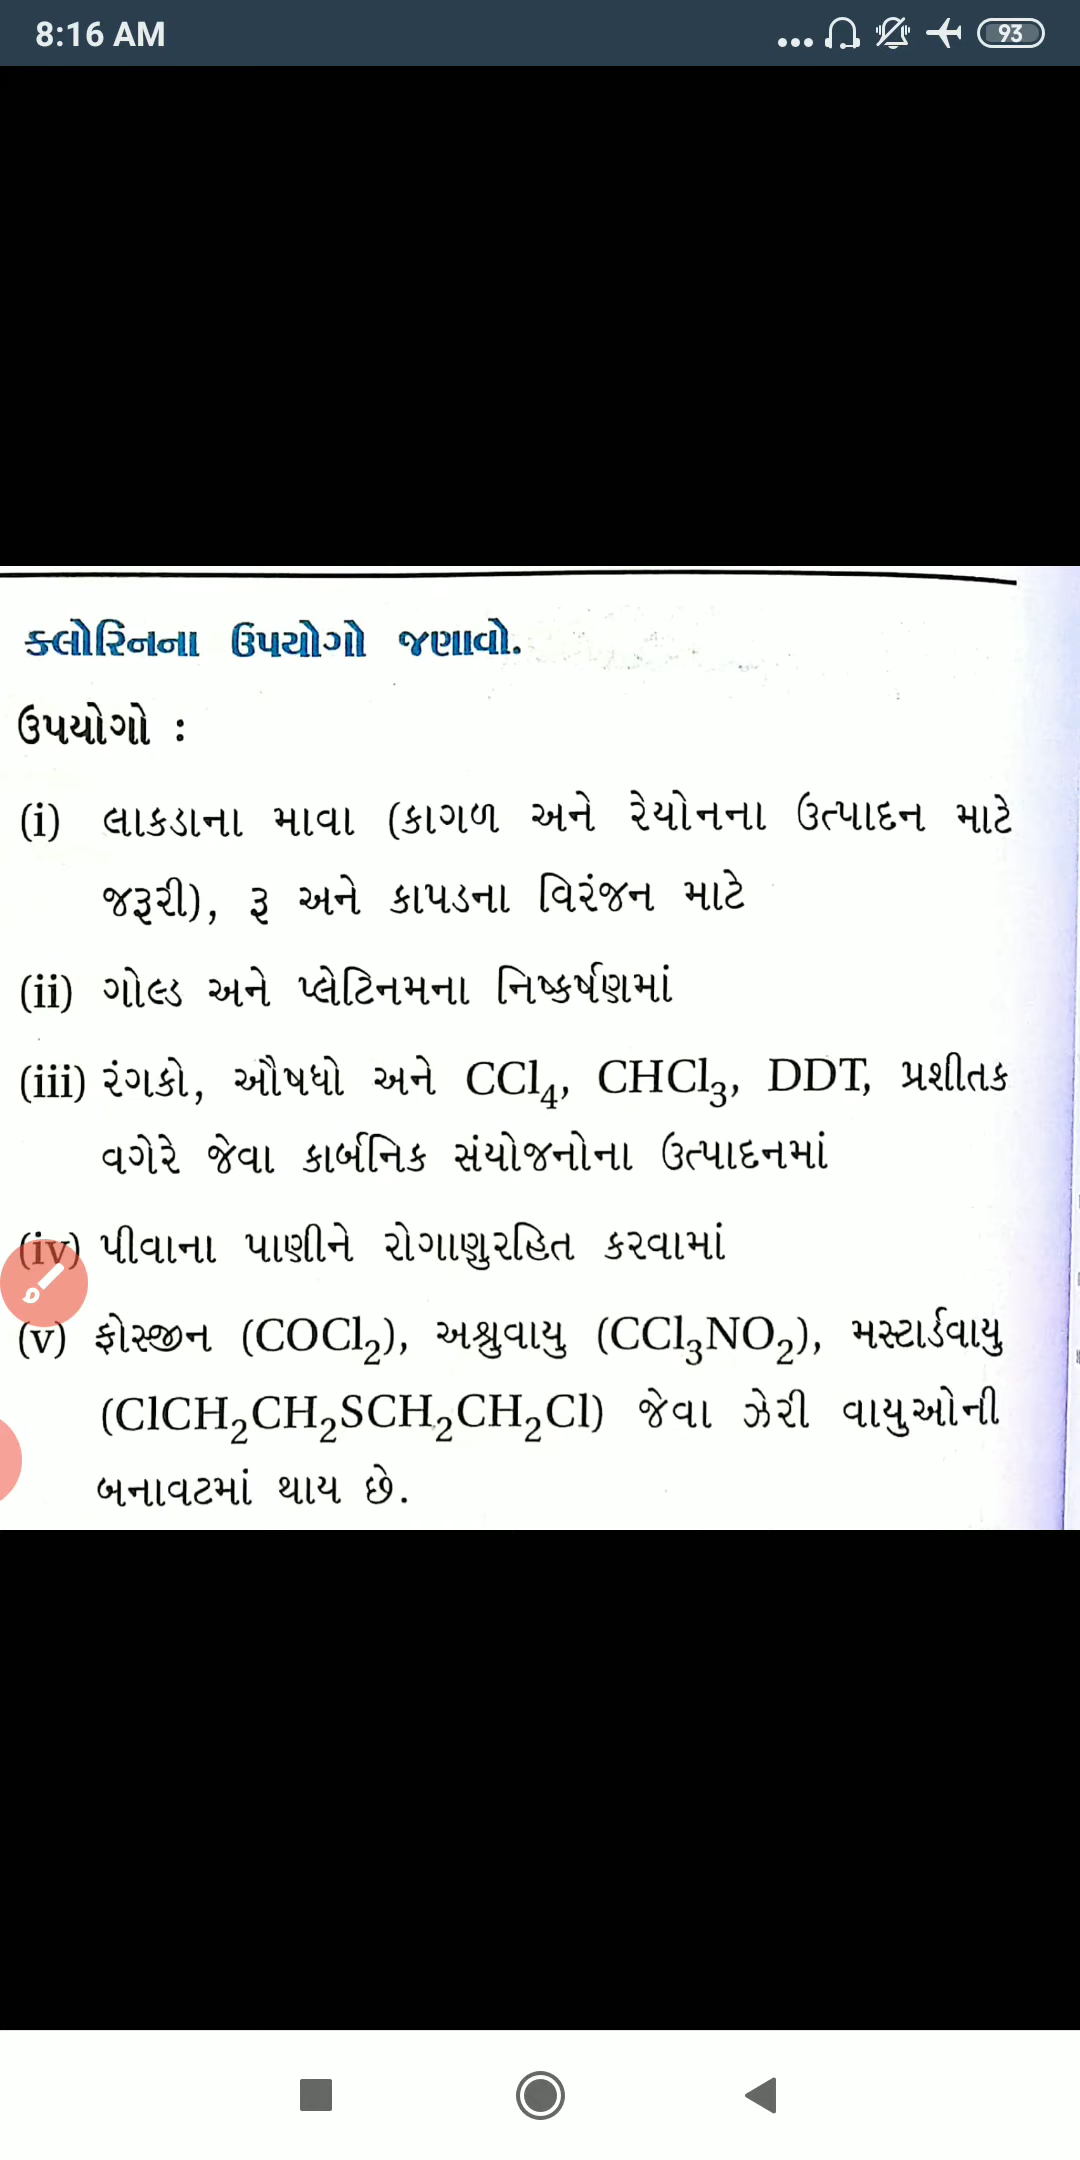 8:16 AM
93
ક્લોરિનના ઉપયોગો જણાવો.
ઉપયોગો :
(i) લાકડાના માવા (કાગળ અને રેયોનના ઉત્પાદન માટે
જરૂરી), રૂ અને કાપડના વિરંજન માટે
(ii) ગોલ્ડ અને પ્લેટિનમના નિષ્કર્ષણમાં
(iii) રંગકો, ઔષધો અને CCl₄, CHCl₃, DDT, પ્રશીતક
વગેરે જેવા કાર્બનિક સંયોજનોના ઉત્પાદનમાં
(iv) પીવાના પાણીને રોગાણુરહિત કરવામાં
(v) ફોસ્જીન (COCl₂), અશ્રુવાયુ (CCl₃NO₂), મસ્ટાર્ડવાયુ
(ClCH₂CH₂SCH₂CH₂Cl) જેવા ઝેરી વાયુઓની
બનાવટમાં થાય છે.